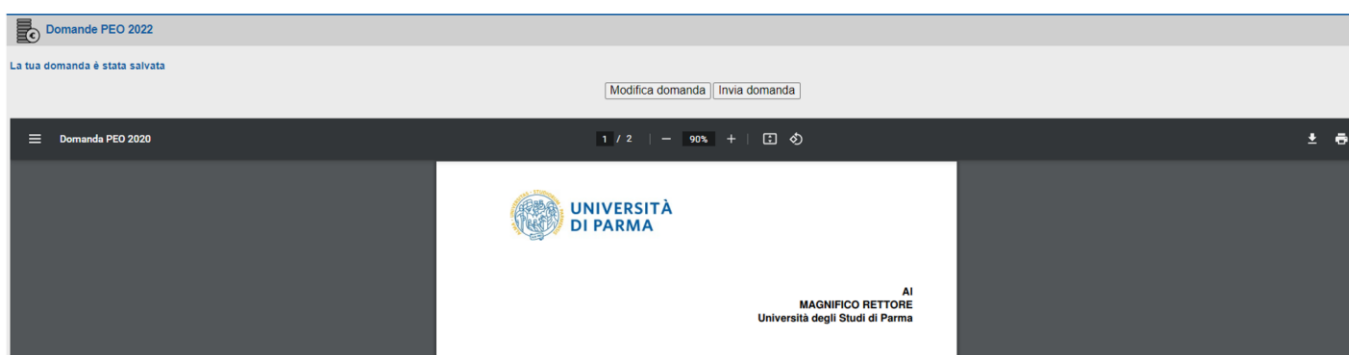 Domande PEO 2022
La tua domanda è stata salvata
Modifica domanda Invia domanda
Domanda PEO 2020 1 / 2 90%
UNIVERSITÀ
DI PARMA
Al
MAGNIFICO RETTORE
Università degli Studi di Parma